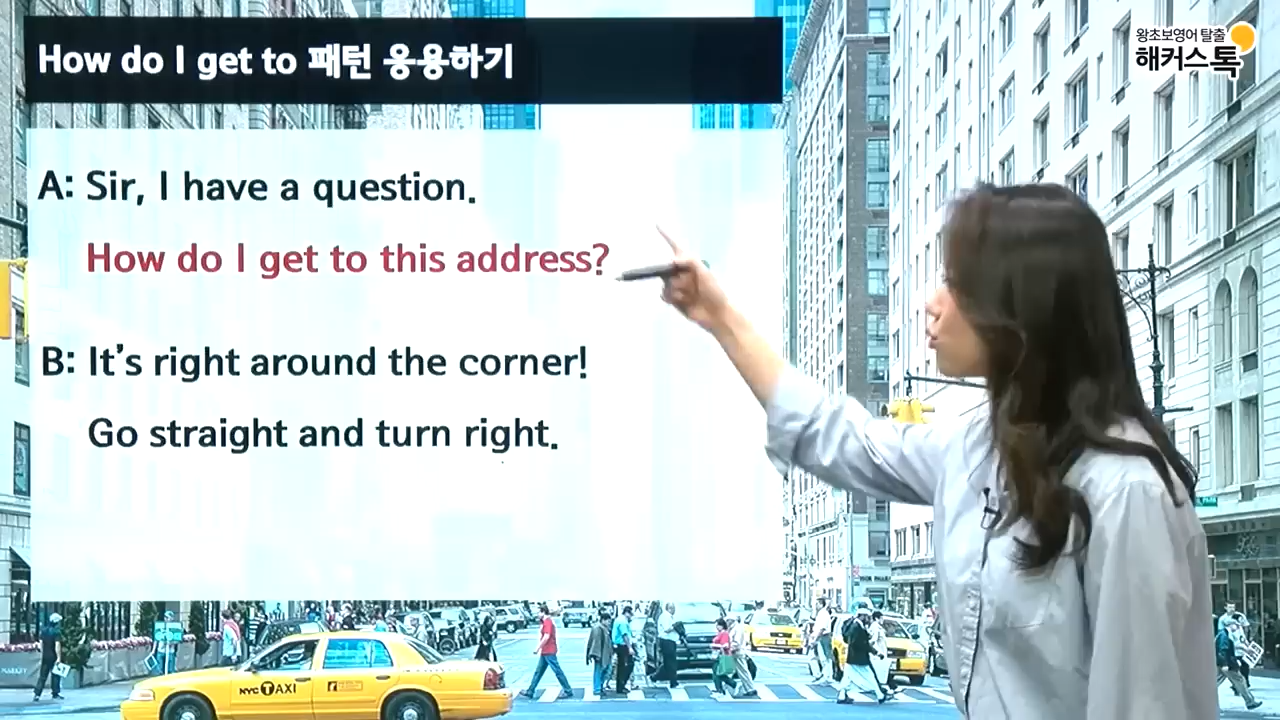 How do I get to 패턴 응용하기
왕초보영어 탈출
해커스톡
A: Sir, I have a question.
How do I get to this address?
B: It's right around the corner!
Go straight and turn right.
NYC TAXI